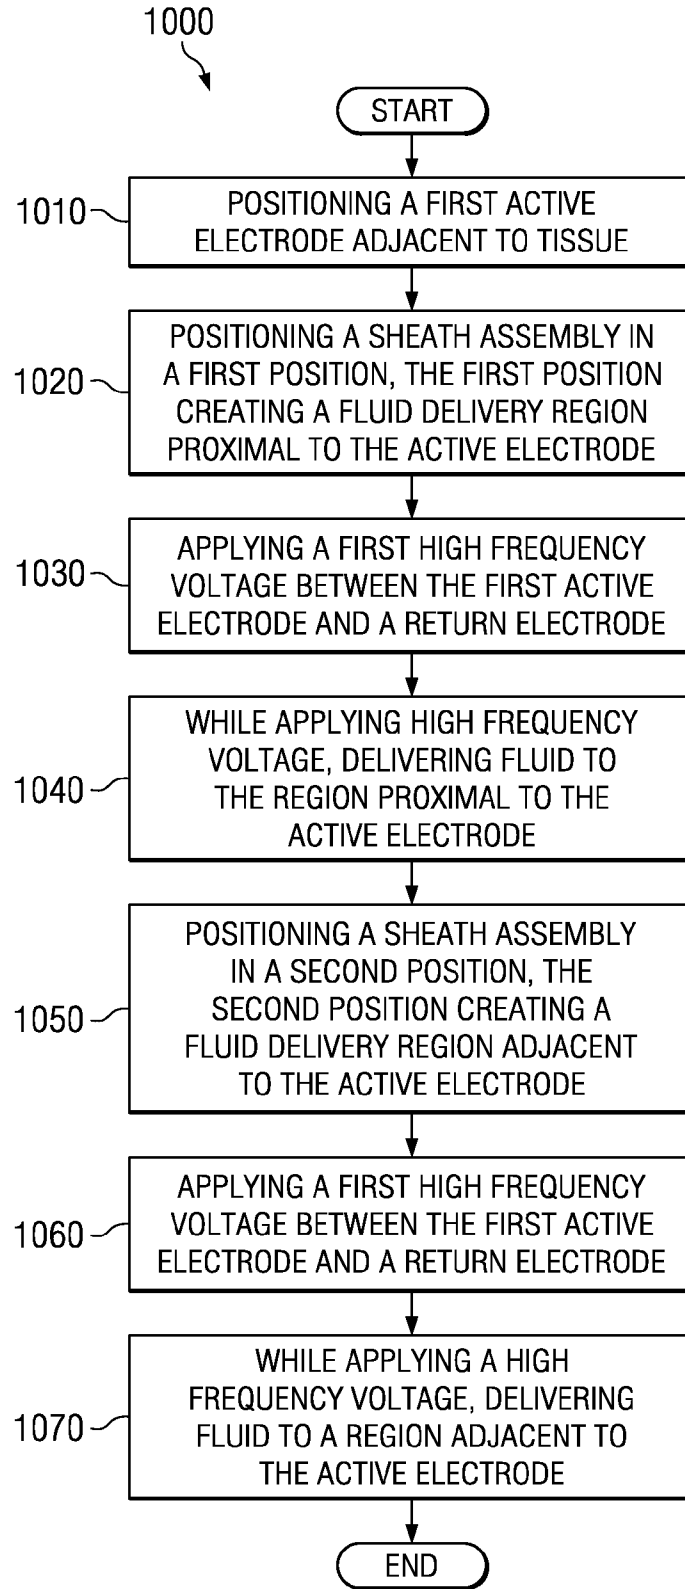 1000
START
1010
POSITIONING A FIRST ACTIVE
ELECTRODE ADJACENT TO TISSUE
1020
POSITIONING A SHEATH ASSEMBLY IN
A FIRST POSITION, THE FIRST POSITION
CREATING A FLUID DELIVERY REGION
PROXIMAL TO THE ACTIVE ELECTRODE
1030
APPLYING A FIRST HIGH FREQUENCY
VOLTAGE BETWEEN THE FIRST ACTIVE
ELECTRODE AND A RETURN ELECTRODE
1040
WHILE APPLYING HIGH FREQUENCY
VOLTAGE, DELIVERING FLUID TO
THE REGION PROXIMAL TO THE
ACTIVE ELECTRODE
1050
POSITIONING A SHEATH ASSEMBLY
IN A SECOND POSITION, THE
SECOND POSITION CREATING A
FLUID DELIVERY REGION ADJACENT
TO THE ACTIVE ELECTRODE
1060
APPLYING A FIRST HIGH FREQUENCY
VOLTAGE BETWEEN THE FIRST ACTIVE
ELECTRODE AND A RETURN ELECTRODE
1070
WHILE APPLYING A HIGH
FREQUENCY VOLTAGE, DELIVERING
FLUID TO A REGION ADJACENT TO
THE ACTIVE ELECTRODE
END